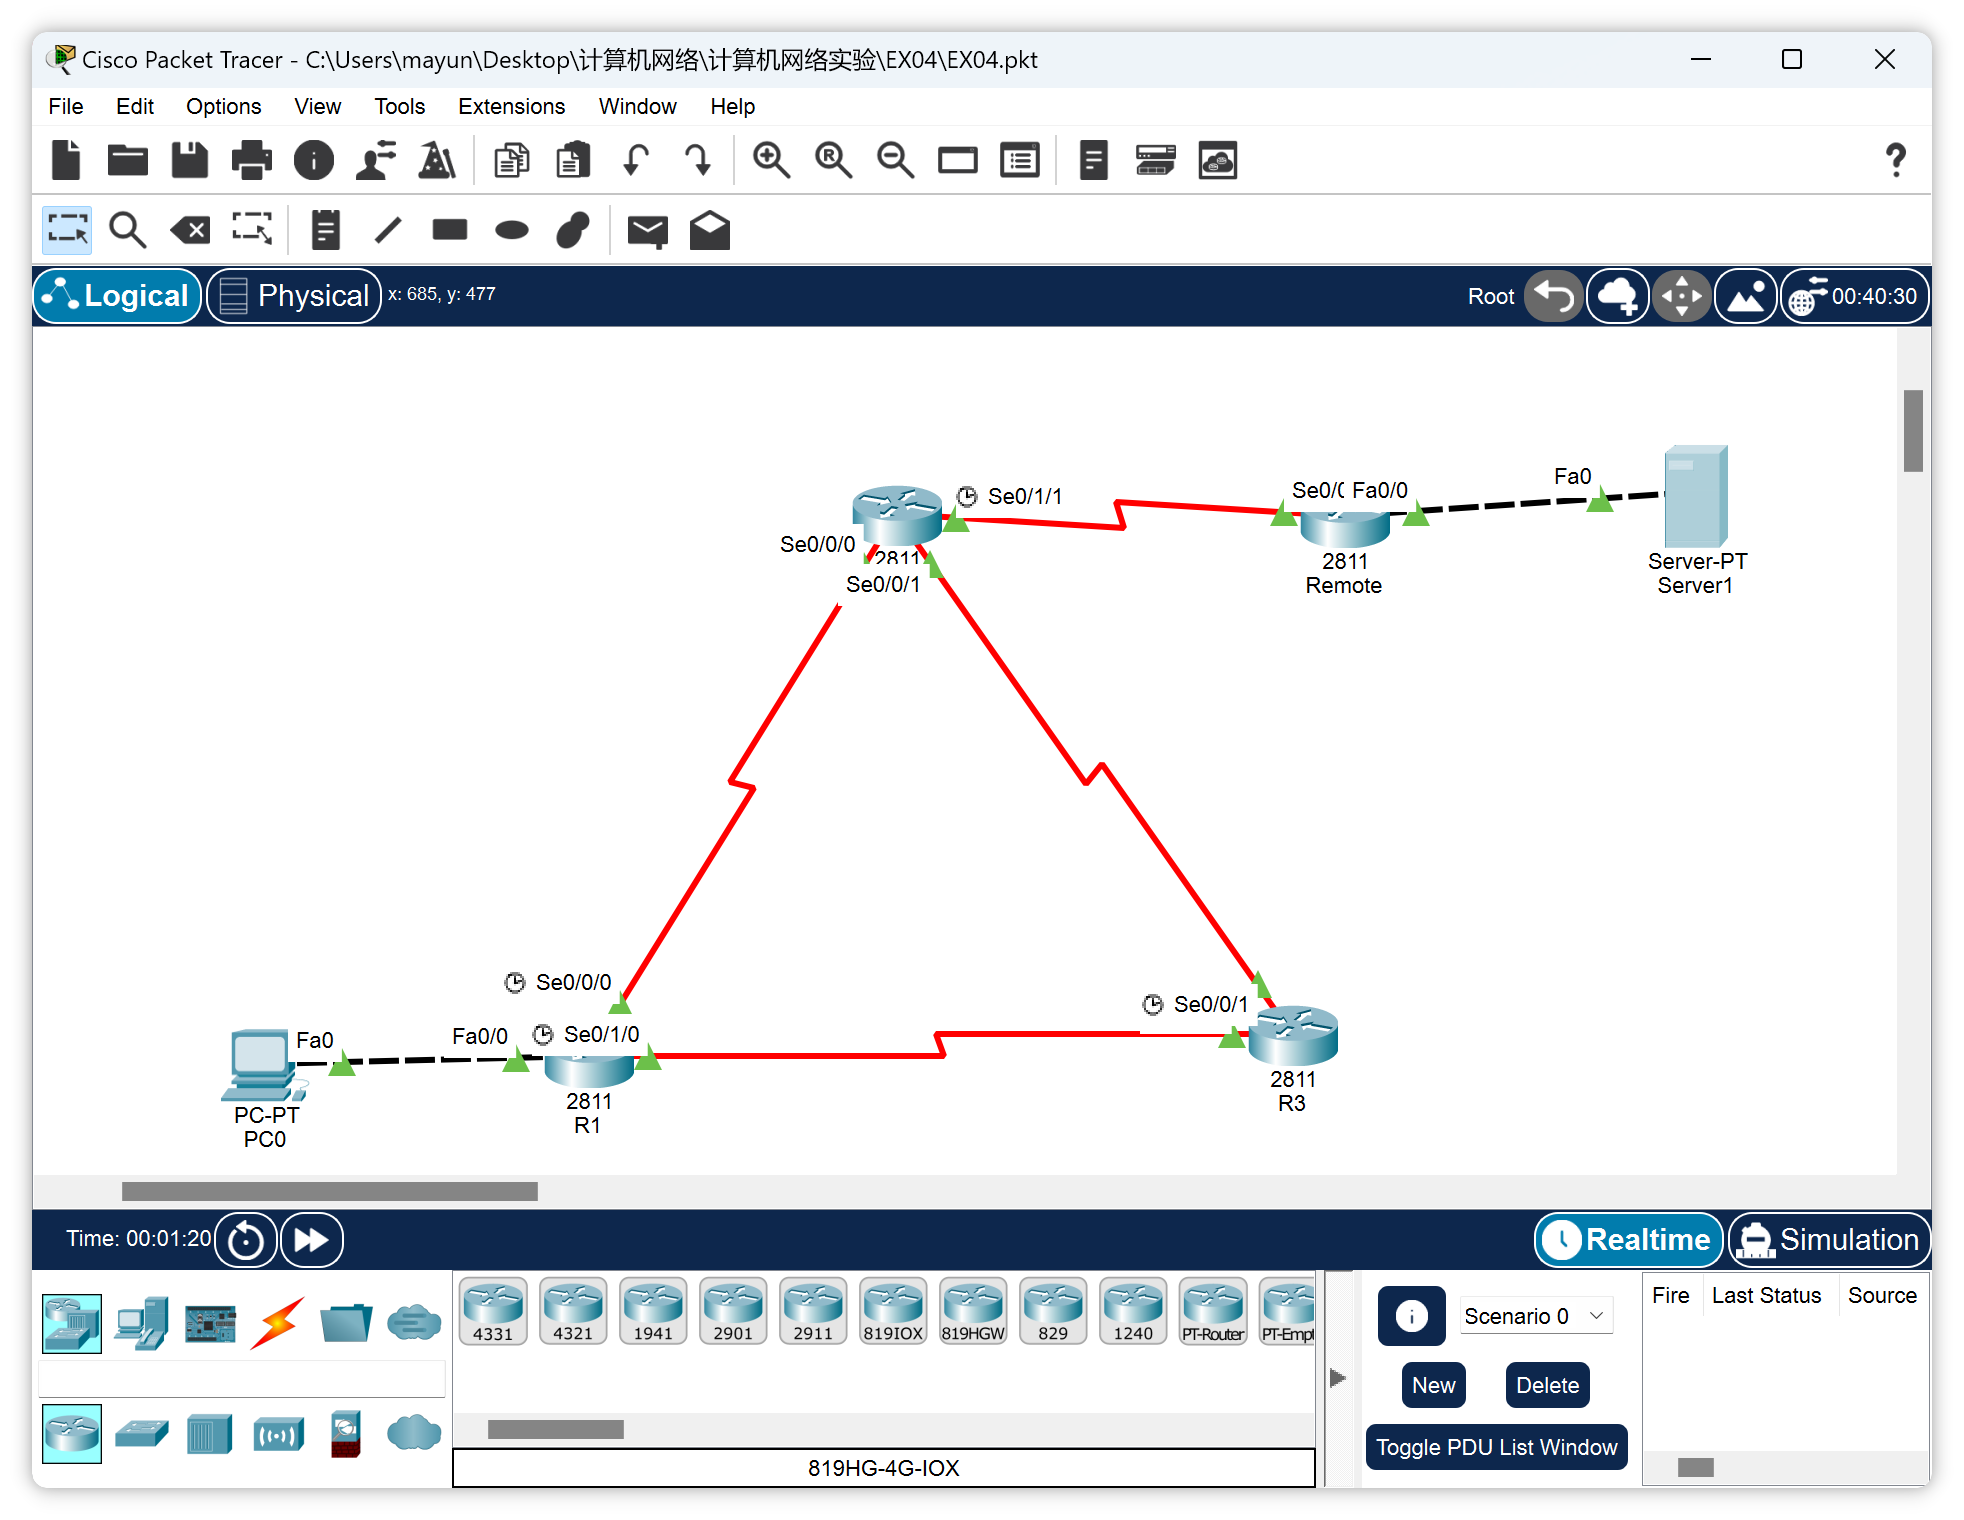 Cisco Packet Tracer - C:\Users\mayun\Desktop\计算机网络\计算机网络实验\EX04\EX04.pkt
File Edit Options View Tools Extensions Window Help
Logical Physical x: 685, y: 477 Root 00:40:30
Se0/1/1
Se0/( Fa0/0
Fa0
Se0/0/0
2811
Se0/0/1
2811
Remote
Server-PT
Server1
Se0/0/0
Se0/0/1
Fa0
Fa0/0
Se0/1/0
PC-PT
PC0
2811
R1
2811
R3
Time: 00:01:20 Realtime Simulation
4331 4321 1941 2901 2911 819IOX 819HGW 829 1240 PT-Router PT-Empt
819HG-4G-IOX
Scenario 0
New Delete
Toggle PDU List Window
Fire Last Status Source